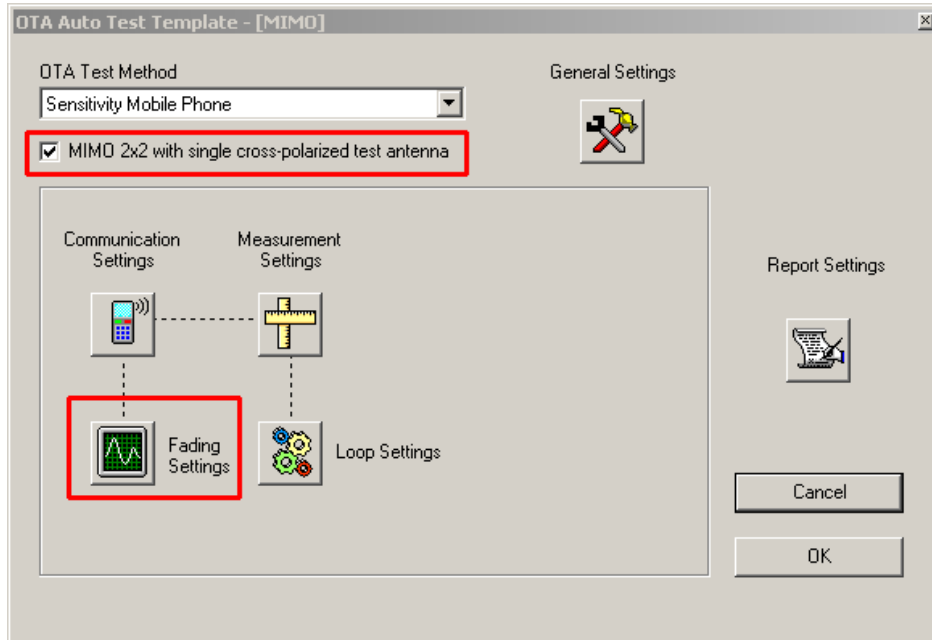 OTA Auto Test Template - [MIMO]
OTA Test Method
General Settings
Sensitivity Mobile Phone
MIMO 2x2 with single cross-polarized test antenna
Communication
Settings
Measurement
Settings
Report Settings
Fading
Settings
Loop Settings
Cancel
OK